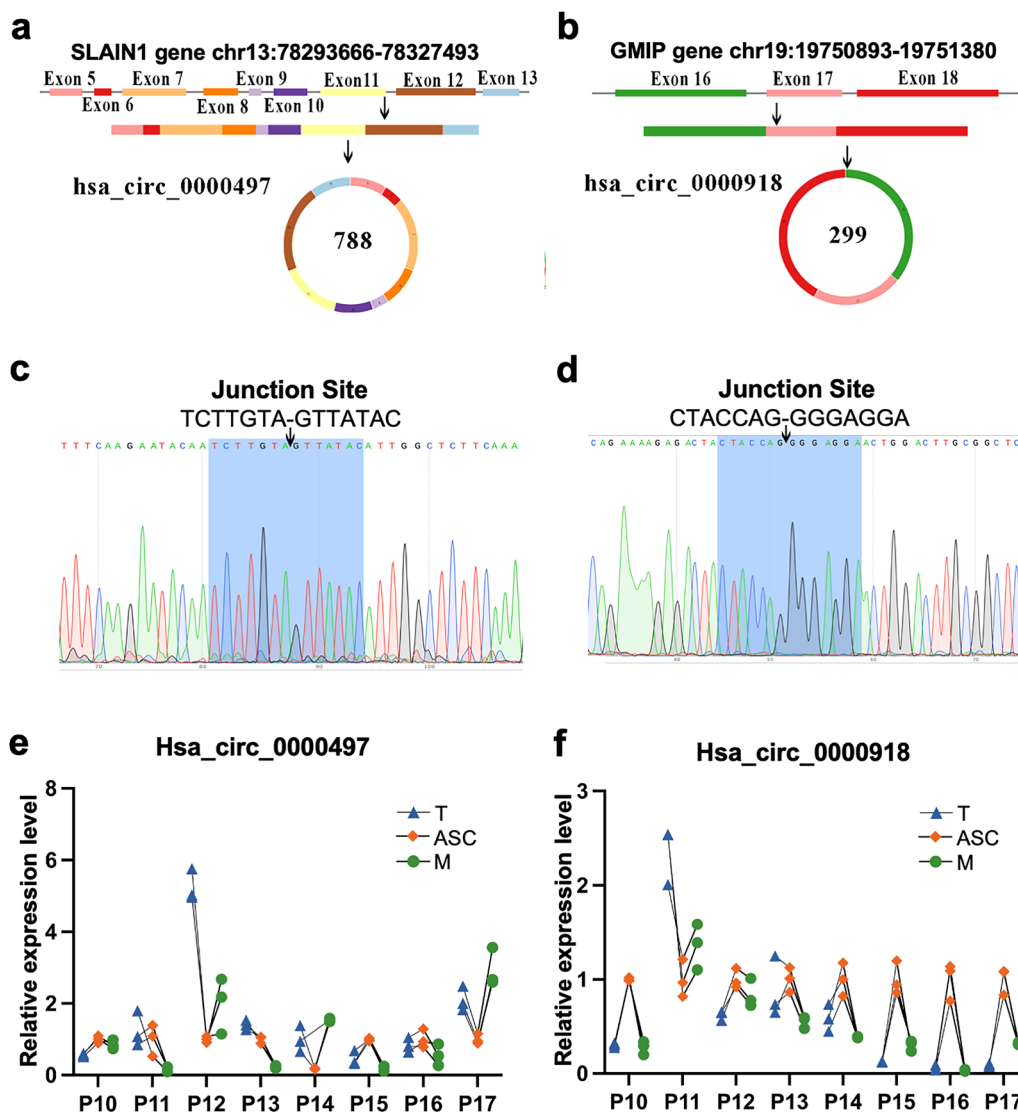 a
SLAIN1 gene chr13:78293666-78327493
Exon 5 Exon 7 Exon 9 Exon11 Exon 12 Exon 13
Exon 6 Exon 8 Exon 10
hsa_circ_0000497
788
b
GMIP gene chr19:19750893-19751380
Exon 16 Exon 17 Exon 18
hsa_circ_0000918
299
c
Junction Site
TCTTGTA-GTTATAC
TTTCAAGAATACAATCTTGTAGTTATACATTGGCTCTTCAAA
70 80 90 100
d
Junction Site
CTACCAG-GGGAGGA
CAGAAAAGAGACTACTACCAGGGGAGGAACTGGACTTGCGGCTC
40 50 60 70
e
Hsa_circ_0000497
Relative expression level
8
6
4
2
0
T
ASC
M
P10 P11 P12 P13 P14 P15 P16 P17
f
Hsa_circ_0000918
Relative expression level
3
2
1
0
T
ASC
M
P10 P11 P12 P13 P14 P15 P16 P17